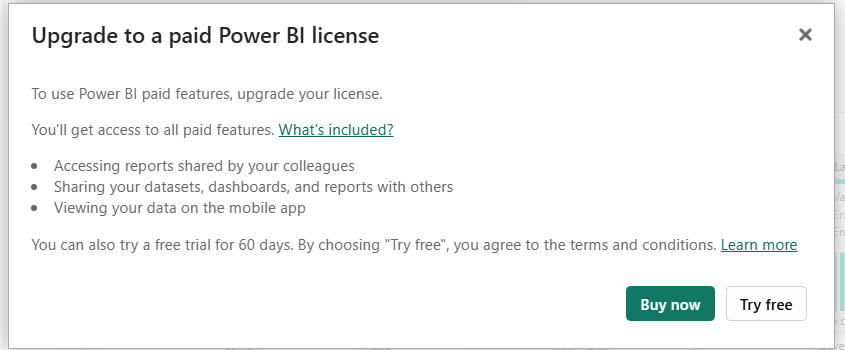 Upgrade to a paid Power BI license
To use Power BI paid features, upgrade your license.
You'll get access to all paid features. What's included?
Accessing reports shared by your colleagues
Sharing your datasets, dashboards, and reports with others
Viewing your data on the mobile app
You can also try a free trial for 60 days. By choosing "Try free", you agree to the terms and conditions. Learn more
Buy now Try free